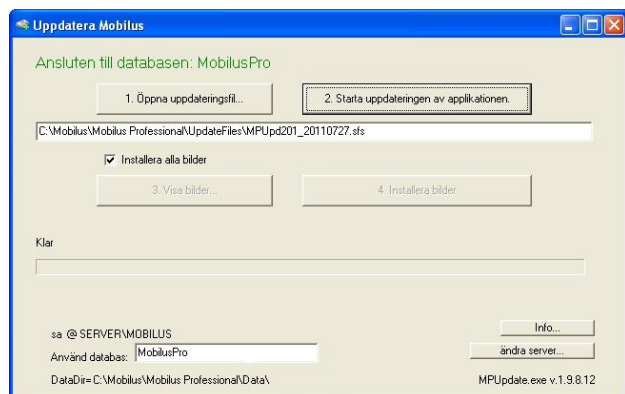 Uppdatera Mobilus
Ansluten till databasen: MobilusPro
1. Öppna uppdateringsfil...
2. Starta uppdateringen av applikationen.
C:\Mobilus\Mobilus Professional\UpdateFiles\MPUpd201_20110727.sfs
Installera alla bilder
3. Visa bilder...
4. Installera bilder
Klar
sa @ SERVER\MOBILUS
Info...
Använd databas: MobilusPro
ändra server...
DataDir= C:\Mobilus\Mobilus Professional\Data\
MPUpdate.exe v.1.9.8.12